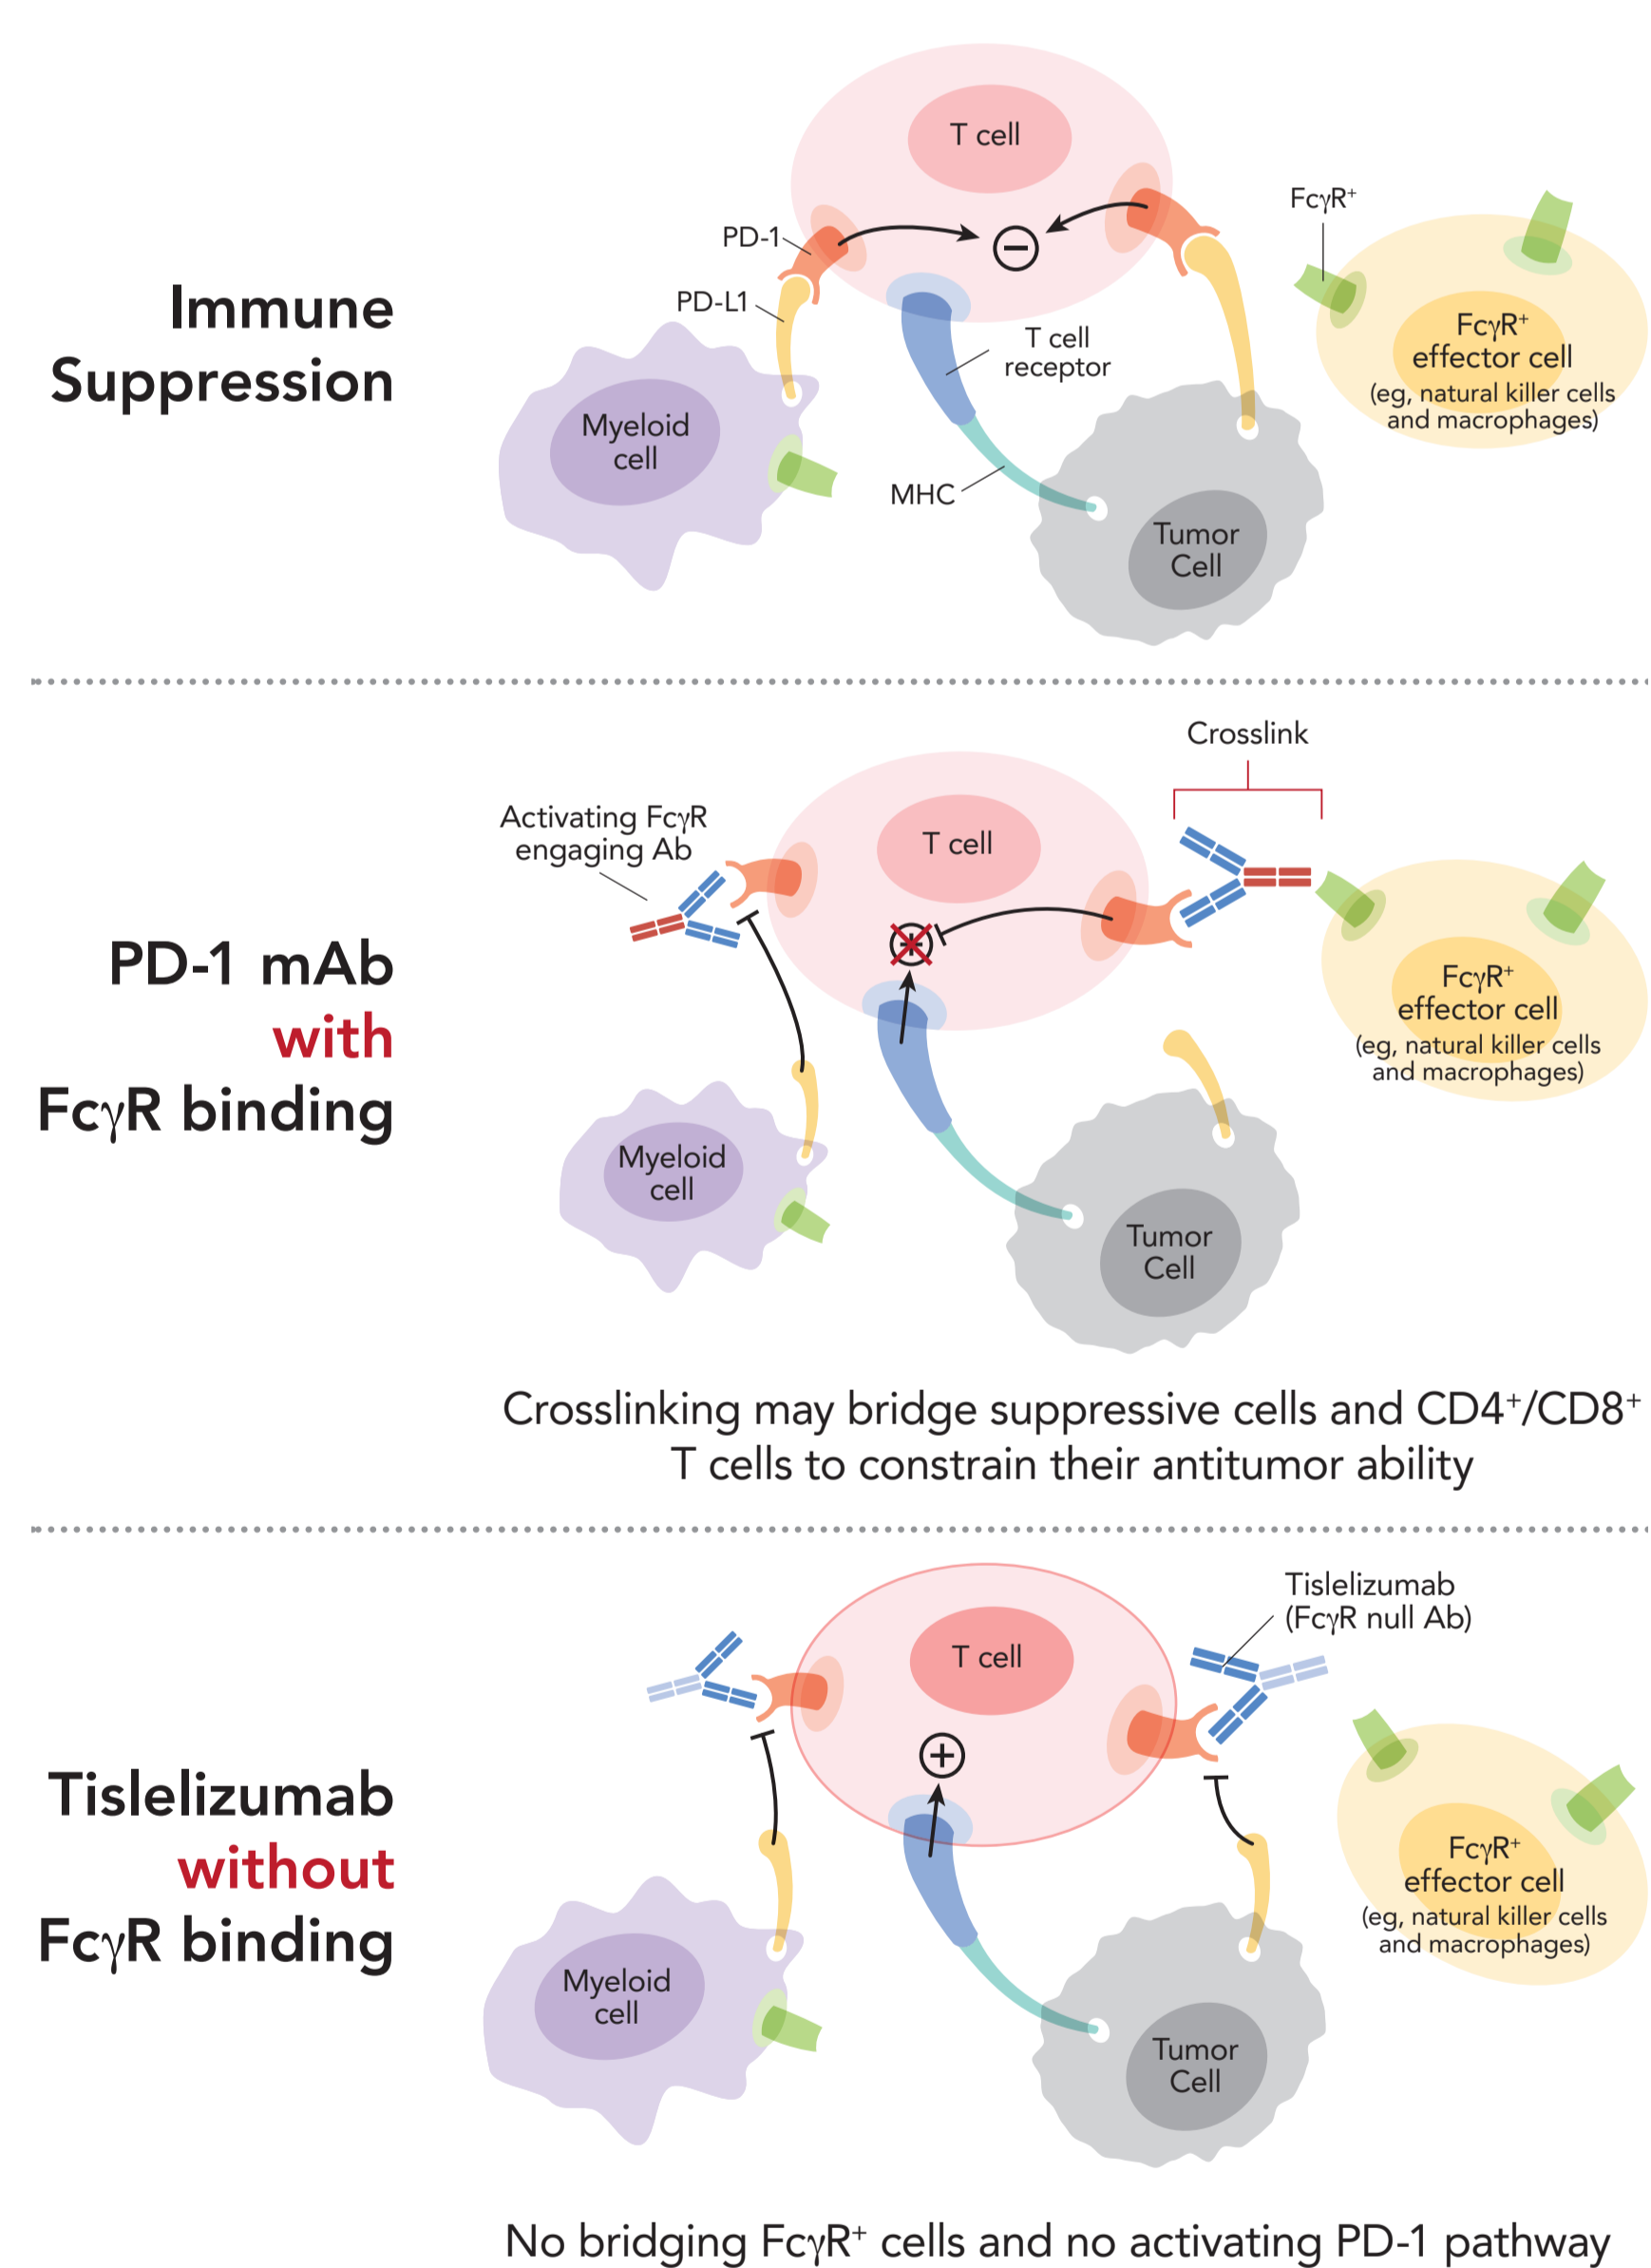 Immune
Suppression
T cell
PD-1
PD-L1
FcγR⁺
T cell
receptor
Myeloid
cell
MHC
Tumor
Cell
FcγR⁺
effector cell
(eg, natural killer cells
and macrophages)
PD-1 mAb
with
FcγR binding
Crosslink
Activating FcγR
engaging Ab
T cell
FcγR⁺
effector cell
(eg, natural killer cells
and macrophages)
Myeloid
cell
Tumor
Cell
Crosslinking may bridge suppressive cells and CD4⁺/CD8⁺
T cells to constrain their antitumor ability
Tislelizumab
without
FcγR binding
Tislelizumab
(FcγR null Ab)
T cell
FcγR⁺
effector cell
(eg, natural killer cells
and macrophages)
Myeloid
cell
Tumor
Cell
No bridging FcγR⁺ cells and no activating PD-1 pathway